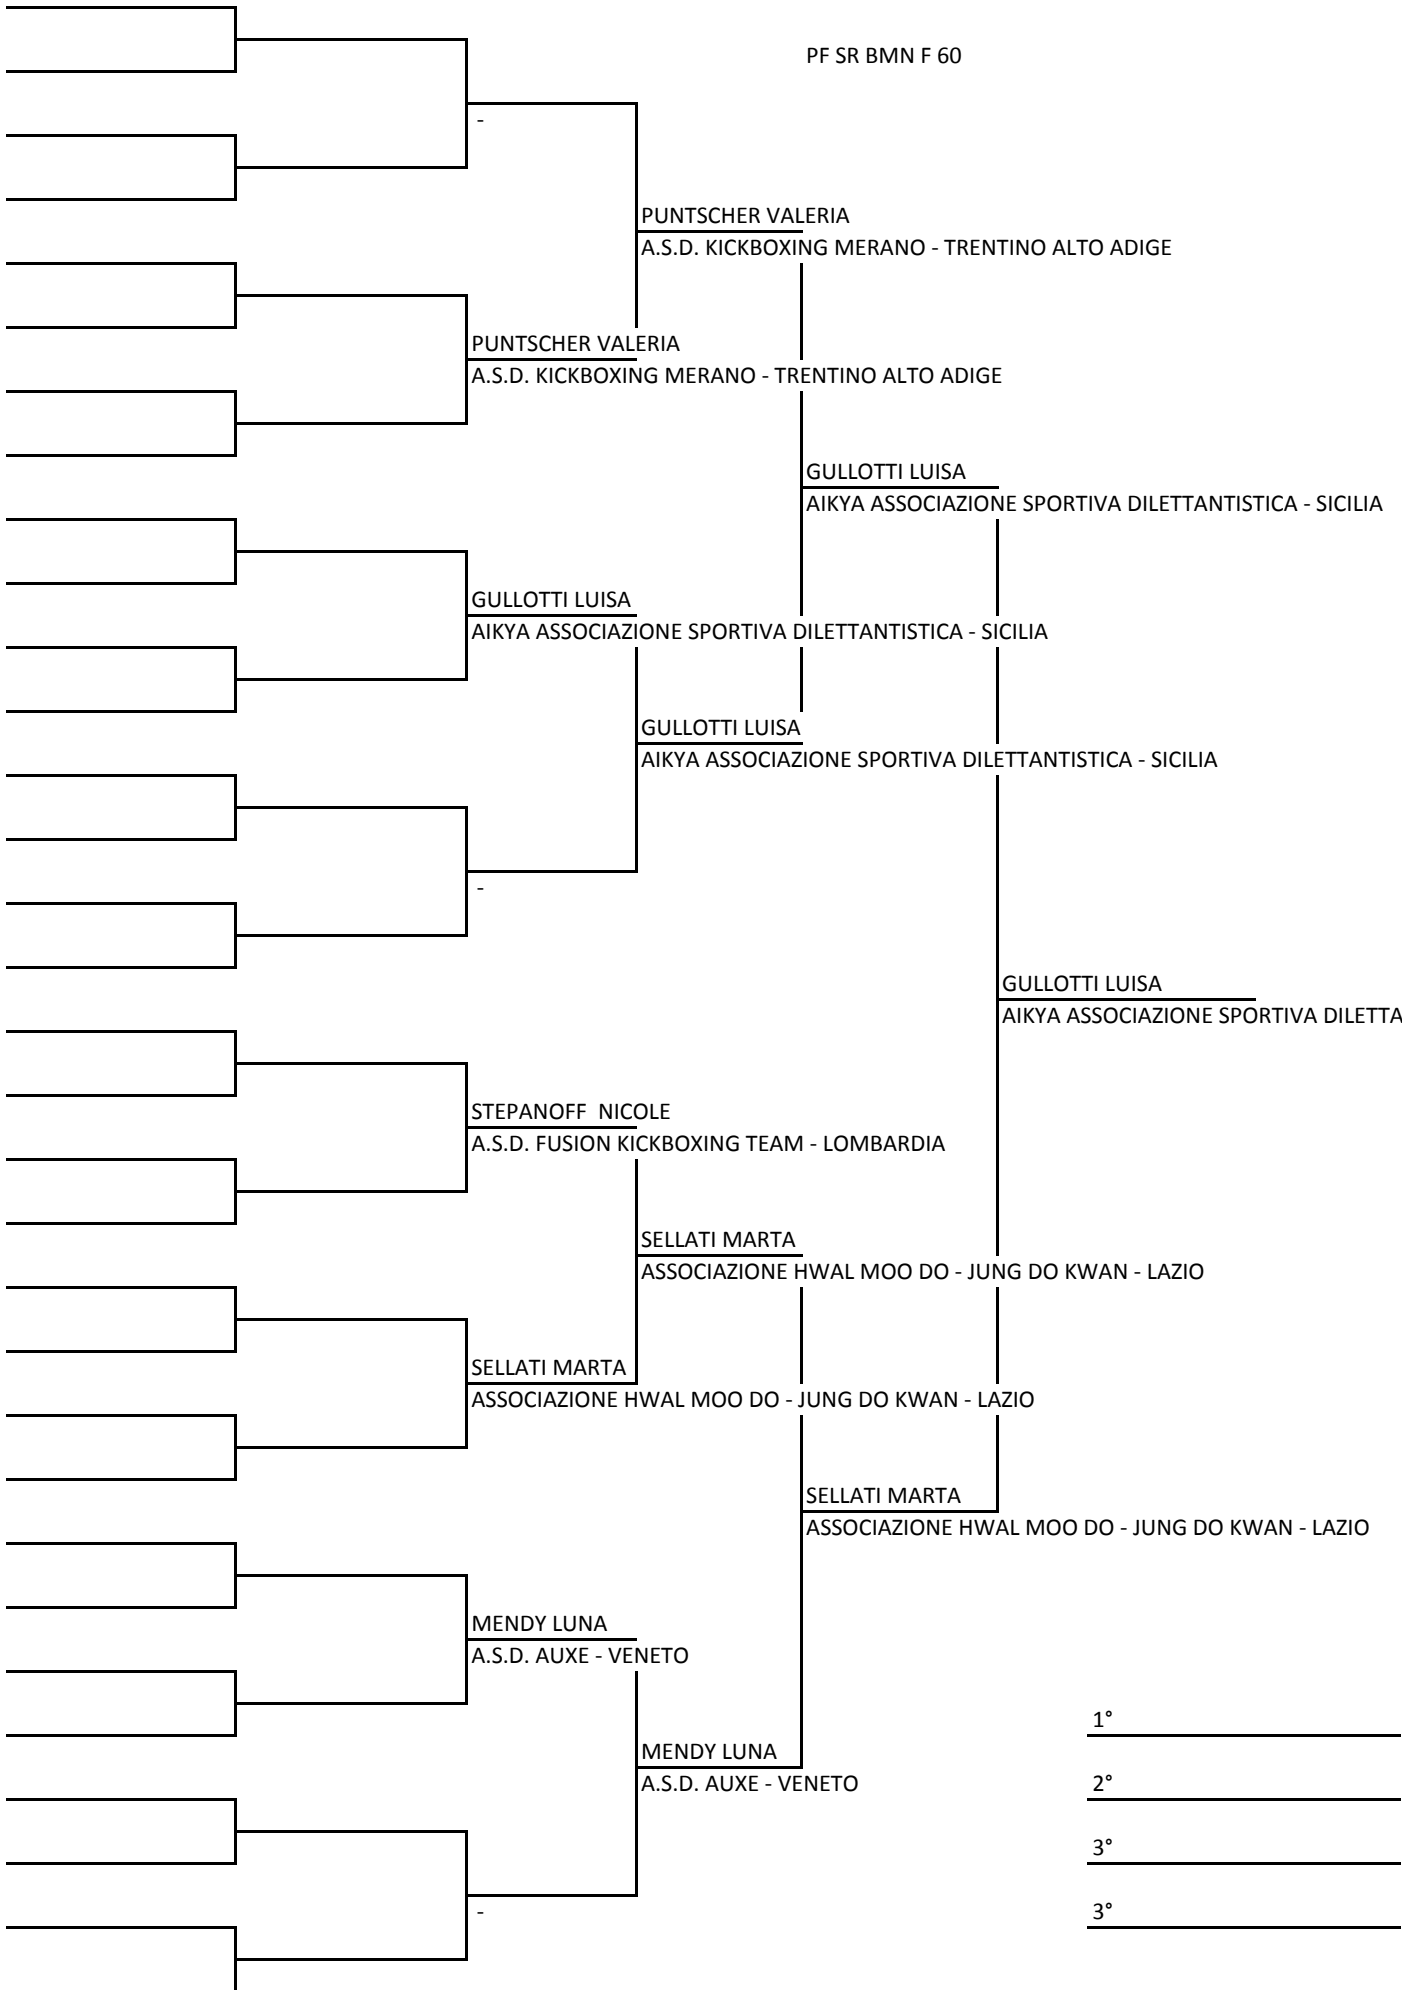 PF SR BMN F 60
-
PUNTSCHER VALERIA
A.S.D. KICKBOXING MERANO - TRENTINO ALTO ADIGE
PUNTSCHER VALERIA
A.S.D. KICKBOXING MERANO - TRENTINO ALTO ADIGE
GULLOTTI LUISA
AIKYA ASSOCIAZIONE SPORTIVA DILETTANTISTICA - SICILIA
GULLOTTI LUISA
AIKYA ASSOCIAZIONE SPORTIVA DILETTANTISTICA - SICILIA
GULLOTTI LUISA
AIKYA ASSOCIAZIONE SPORTIVA DILETTANTISTICA - SICILIA
-
GULLOTTI LUISA
AIKYA ASSOCIAZIONE SPORTIVA DILETTA
STEPANOFF  NICOLE
A.S.D. FUSION KICKBOXING TEAM - LOMBARDIA
SELLATI MARTA
ASSOCIAZIONE HWAL MOO DO - JUNG DO KWAN - LAZIO
SELLATI MARTA
ASSOCIAZIONE HWAL MOO DO - JUNG DO KWAN - LAZIO
SELLATI MARTA
ASSOCIAZIONE HWAL MOO DO - JUNG DO KWAN - LAZIO
MENDY LUNA
A.S.D. AUXE - VENETO
1°
MENDY LUNA
A.S.D. AUXE - VENETO
2°
3°
3°
-